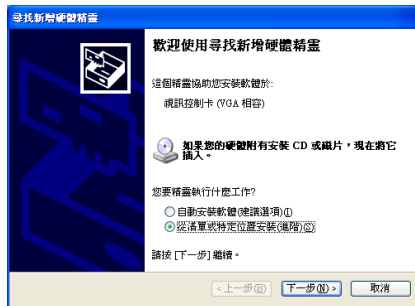 尋找新增硬體精靈
歡迎使用尋找新增硬體精靈
這個精靈協助您安裝軟體於:
視訊控制卡 (VGA 相容)
如果您的硬體附有安裝 CD 或磁片，現在將它
插入。
您要精靈執行什麼工作?
自動安裝軟體(建議選項)(I)
從清單或特定位置安裝(進階)(S)
請按 [下一步] 繼續。
<上一步(B) 下一步(N)> 取消